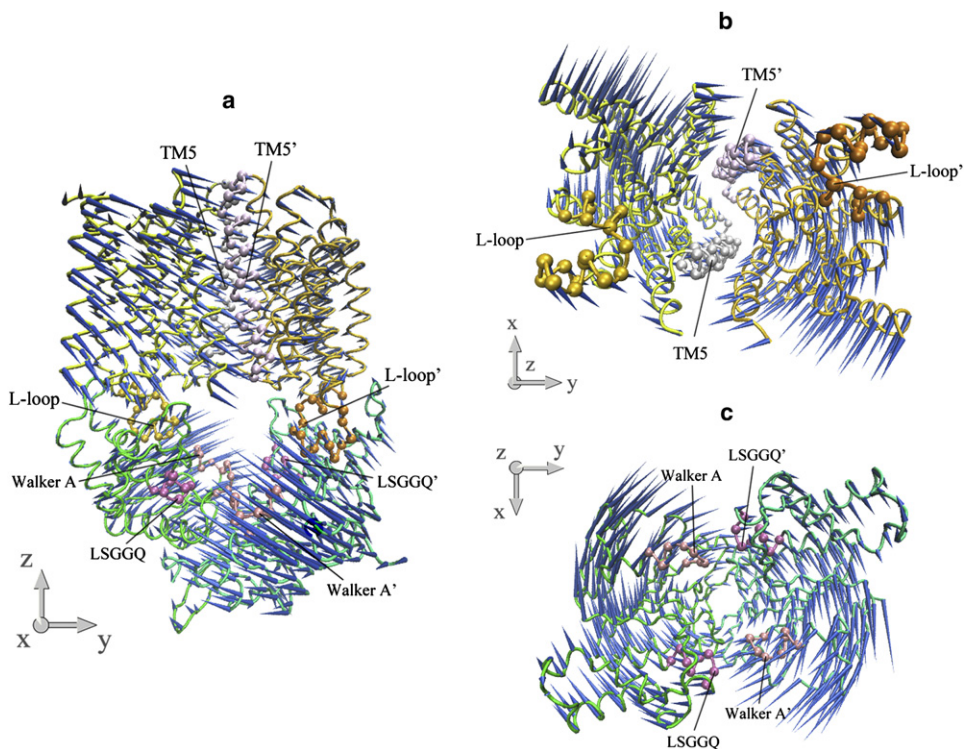 a
TM5
TM5'
L-loop
L-loop'
Walker A
LSGGQ
LSGGQ'
Walker A'
z
x
y
b
TM5'
L-loop'
L-loop
TM5
x
z
y
c
z
y
x
Walker A
LSGGQ'
Walker A'
LSGGQ